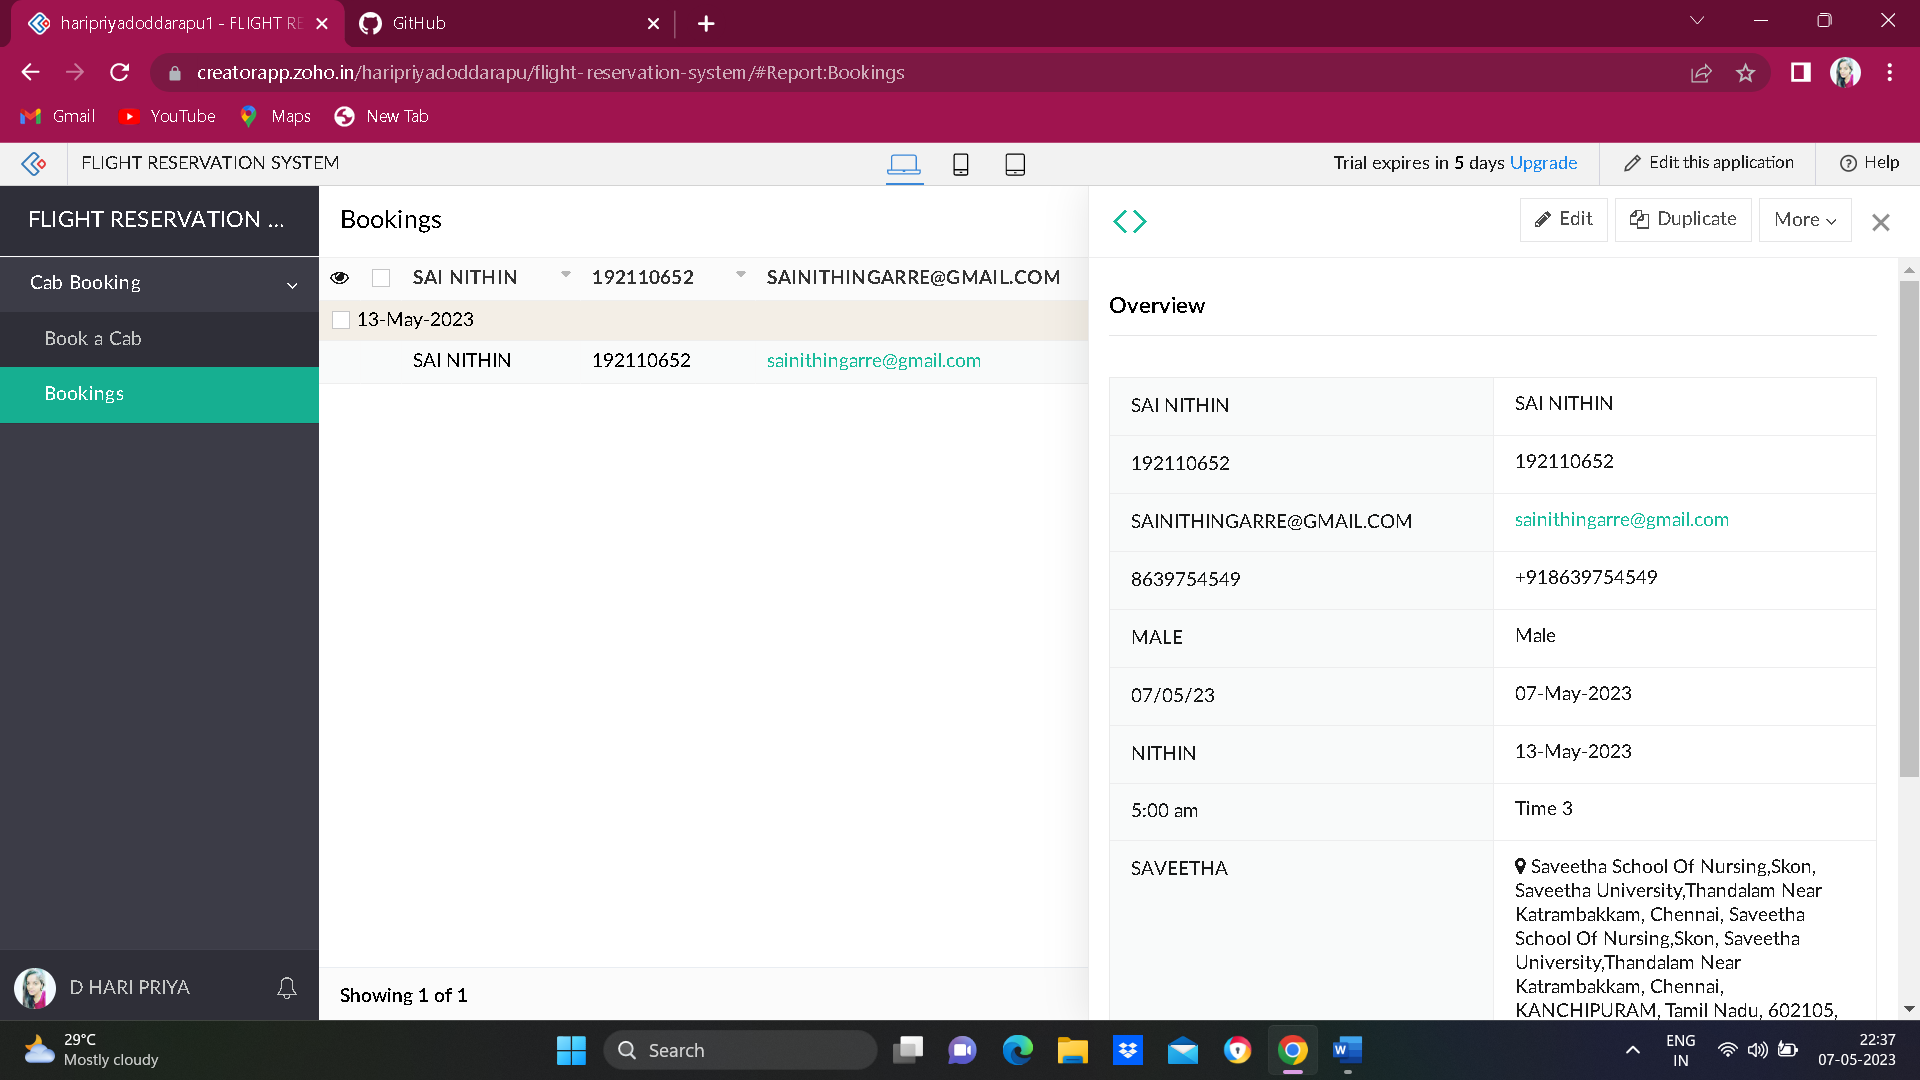 haripriyadoddarapu1 - FLIGHT RE
GitHub
creatorapp.zoho.in/haripriyadoddarapu/flight-reservation-system/#Report:Bookings
Gmail
YouTube
Maps
New Tab
FLIGHT RESERVATION SYSTEM
Trial expires in 5 days Upgrade
Edit this application
Help
FLIGHT RESERVATION ...
Cab Booking
Book a Cab
Bookings
D HARI PRIYA
Bookings
SAI NITHIN 192110652 SAINITHINGARRE@GMAIL.COM
13-May-2023
SAI NITHIN 192110652 sainithingarre@gmail.com
Showing 1 of 1
Edit
Duplicate
More
Overview
SAI NITHIN SAI NITHIN
192110652 192110652
SAINITHINGARRE@GMAIL.COM sainithingarre@gmail.com
8639754549 +918639754549
MALE Male
07/05/23 07-May-2023
NITHIN 13-May-2023
5:00 am Time 3
SAVEETHA Saveetha School Of Nursing,Skon,
Saveetha University,Thandalam Near
Katrambakkam, Chennai, Saveetha
School Of Nursing,Skon, Saveetha
University,Thandalam Near
Katrambakkam, Chennai,
KANCHIPURAM, Tamil Nadu, 602105,
29°C
Mostly cloudy
Search
W
ENG
IN
22:37
07-05-2023